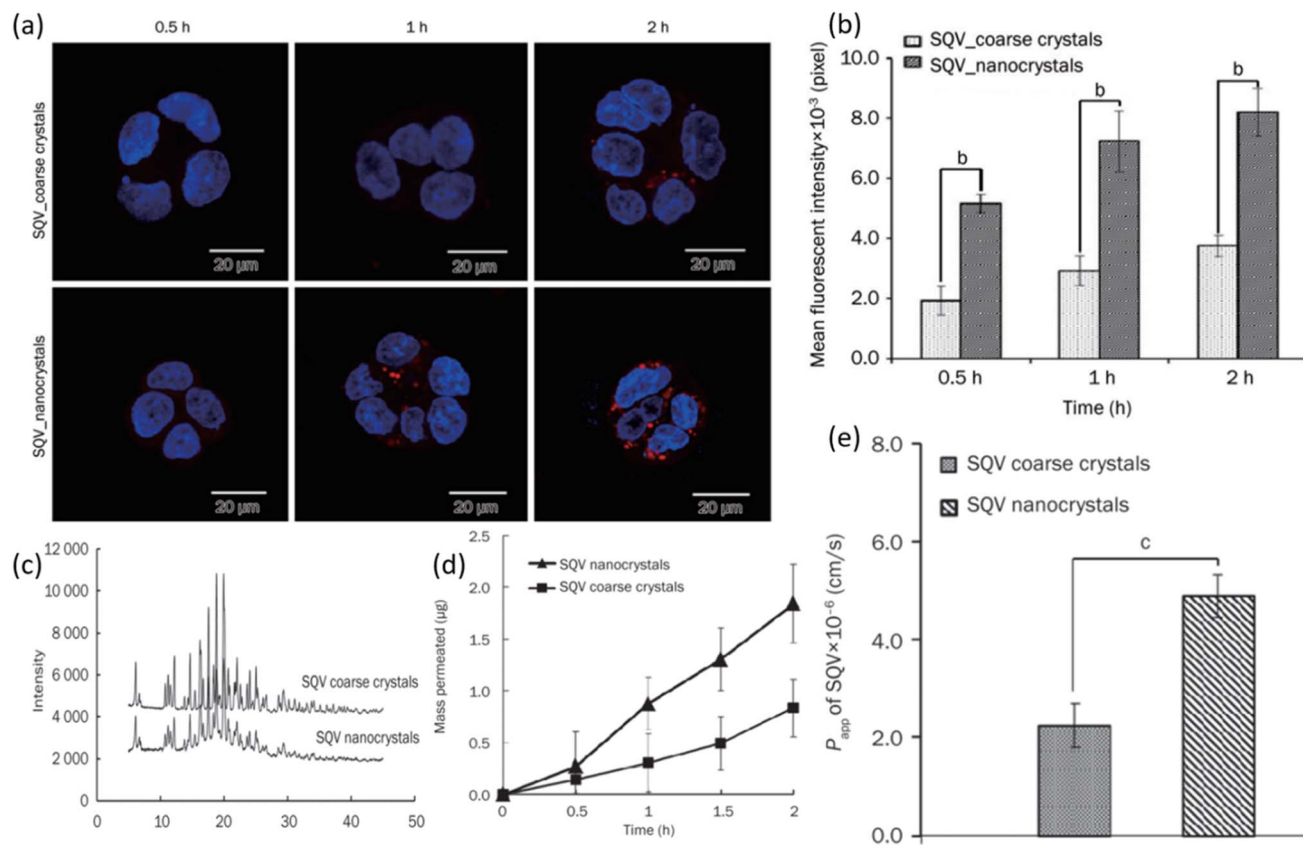 (a)
0.5 h
1 h
2 h
SQV_coarse crystals
20 µm
20 µm
20 µm
SQV_nanocrystals
20 µm
20 µm
20 µm
(b)
SQV_coarse crystals
SQV_nanocrystals
Mean fluorescent intensity×10⁻³ (pixel)
10.0
8.0
6.0
4.0
2.0
0.0
b
b
b
0.5 h
1 h
2 h
Time (h)
(c)
Intensity
12 000
10 000
8 000
6 000
4 000
2 000
0
SQV coarse crystals
SQV nanocrystals
0
10
20
30
40
50
(d)
Mass permeated (µg)
2.5
2.0
1.5
1.0
0.5
0.0
SQV nanocrystals
SQV coarse crystals
0
0.5
1
1.5
2
Time (h)
(e)
P app of SQV×10⁻⁶ (cm/s)
8.0
6.0
4.0
2.0
0.0
SQV coarse crystals
SQV nanocrystals
c